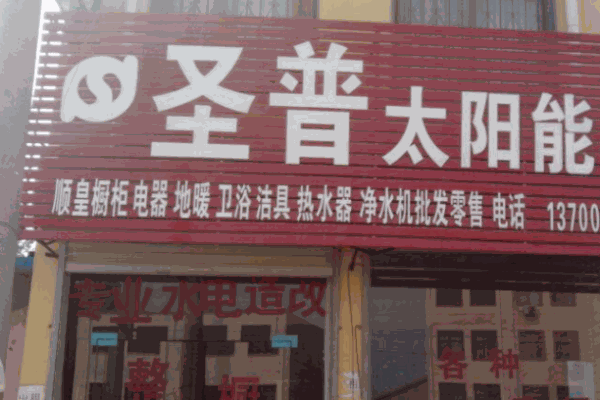 圣普太阳能
顺皇橱柜 电器 地暖 卫浴 洁具 热水器 净水机批发零售 电话 13700
专业水电造改
整 橱
各种